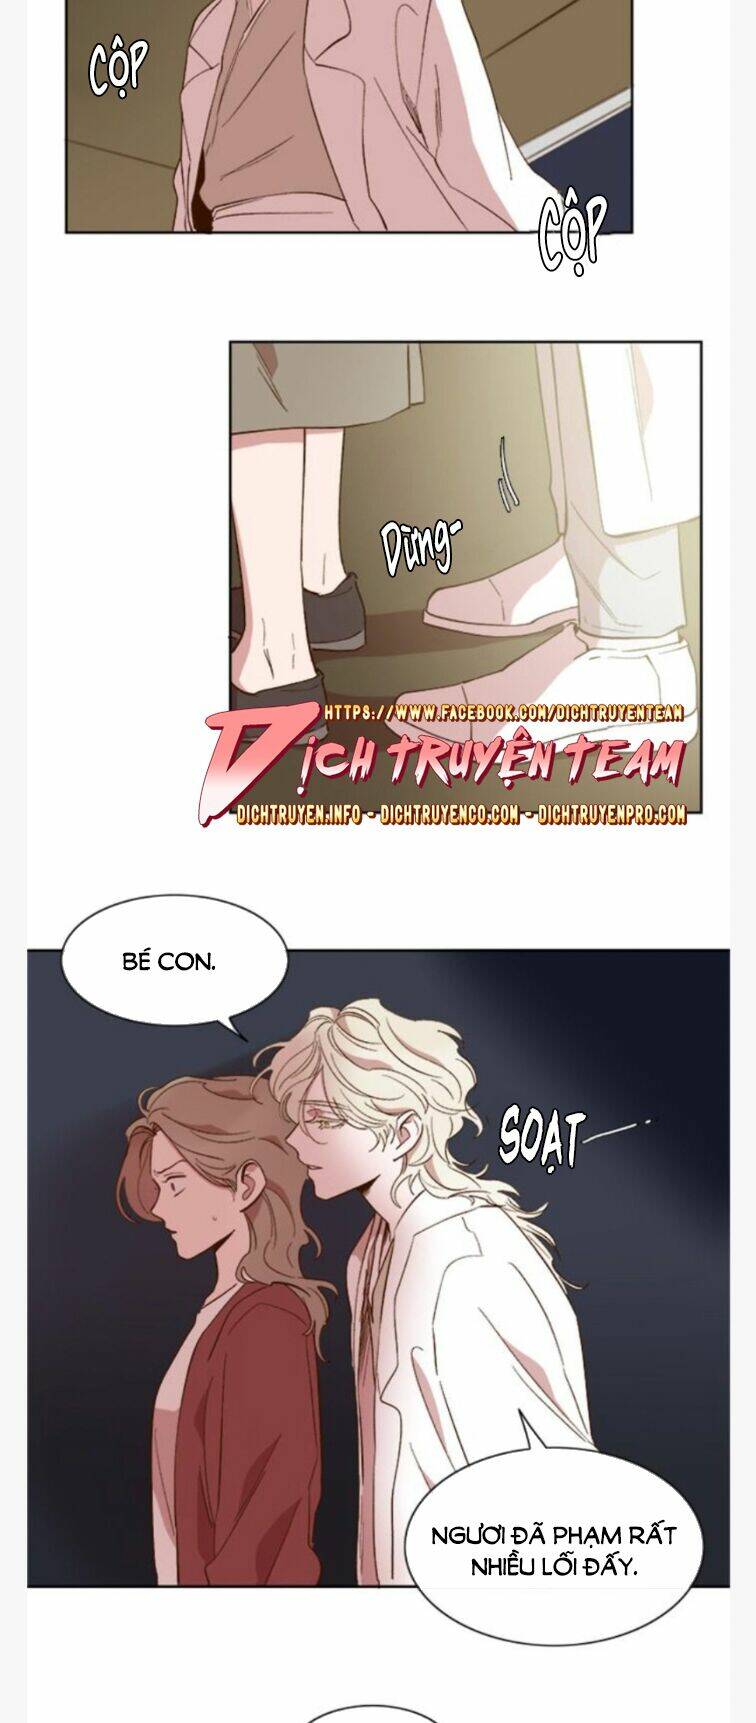 CỘP
CỘP
DỪNG-
HTTPS://WWW.FACEBOOK.COM/DICHTRUYENTEAM
DỊCH TRUYỆN TEAM
DICHTRUYEN.INFO - DICHTRUYENCO.COM - DICHTRUYENPRO.COM
BÉ CON.
SOẠT
NGƯƠI ĐÃ PHẠM RẤT
NHIỀU LỖI ĐẤY.